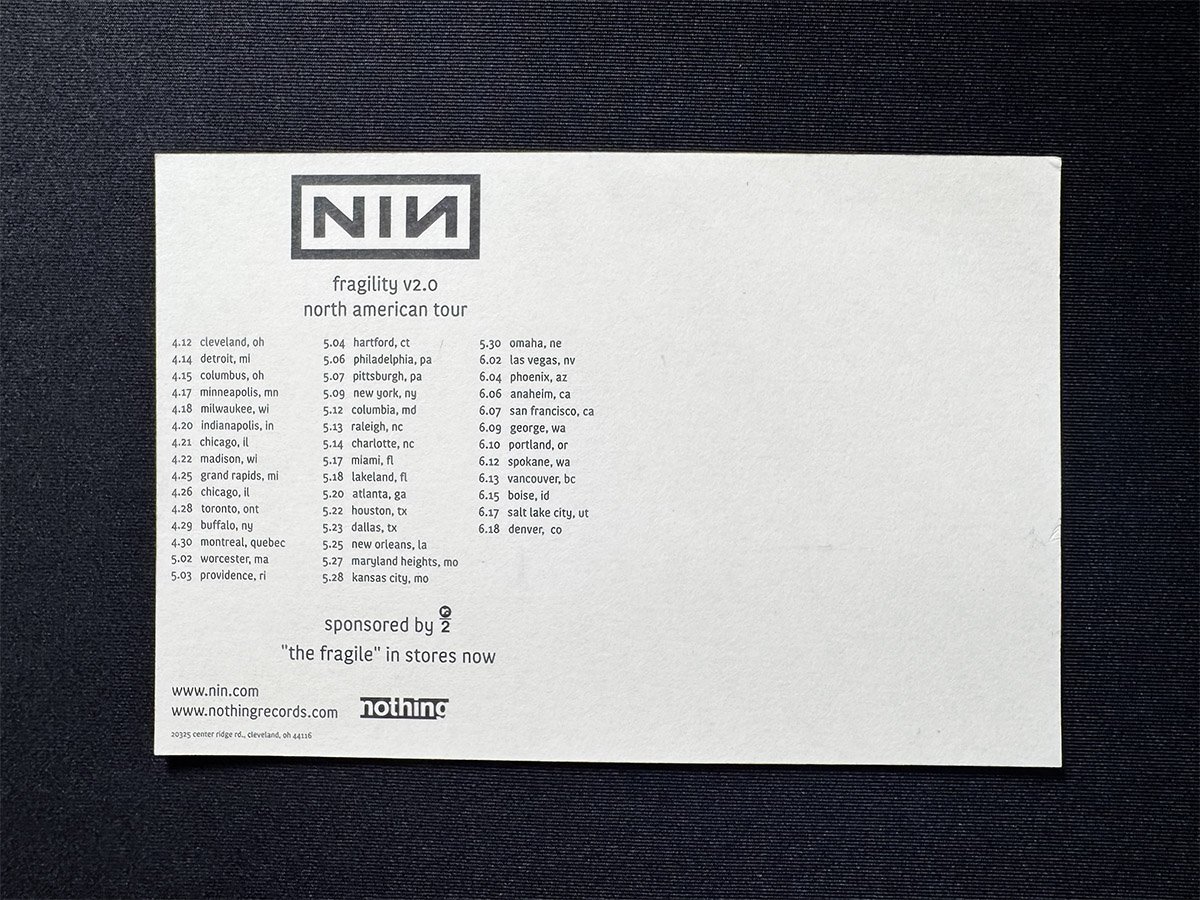 NIN
fragility v2.0
north american tour
4.12 cleveland, oh
4.14 detroit, mi
4.15 columbus, oh
4.17 minneapolis, mn
4.18 milwaukee, wi
4.20 indianapolis, in
4.21 chicago, il
4.22 madison, wi
4.25 grand rapids, mi
4.26 chicago, il
4.28 toronto, ont
4.29 buffalo, ny
4.30 montreal, quebec
5.02 worcester, ma
5.03 providence, ri
5.04 hartford, ct
5.06 philadelphia, pa
5.07 pittsburgh, pa
5.09 new york, ny
5.12 columbia, md
5.13 raleigh, nc
5.14 charlotte, nc
5.17 miami, fl
5.18 lakeland, fl
5.20 atlanta, ga
5.22 houston, tx
5.23 dallas, tx
5.25 new orleans, la
5.27 maryland heights, mo
5.28 kansas city, mo
5.30 omaha, ne
6.02 las vegas, nv
6.04 phoenix, az
6.06 anaheim, ca
6.07 san francisco, ca
6.09 george, wa
6.10 portland, or
6.12 spokane, wa
6.13 vancouver, bc
6.15 boise, id
6.17 salt lake city, ut
6.18 denver, co
sponsored by 2
"the fragile" in stores now
www.nin.com
www.nothingrecords.com
nothing
20325 center ridge rd., cleveland, oh 44116